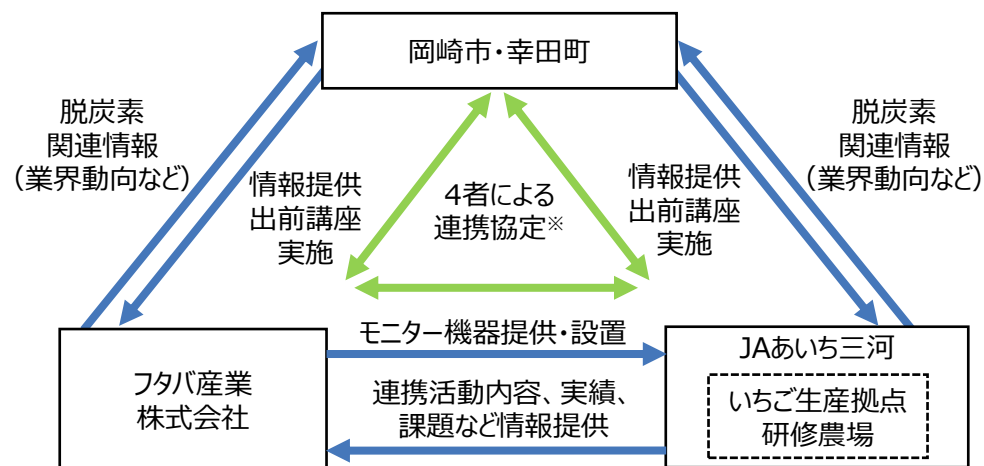 岡崎市・幸田町
脱炭素
関連情報
（業界動向など）
情報提供
出前講座
実施
4者による
連携協定※
情報提供
出前講座
実施
脱炭素
関連情報
（業界動向など）
フタバ産業
株式会社
モニター機器提供・設置
連携活動内容、実績、
課題など情報提供
JAあいち三河
いちご生産拠点
研修農場